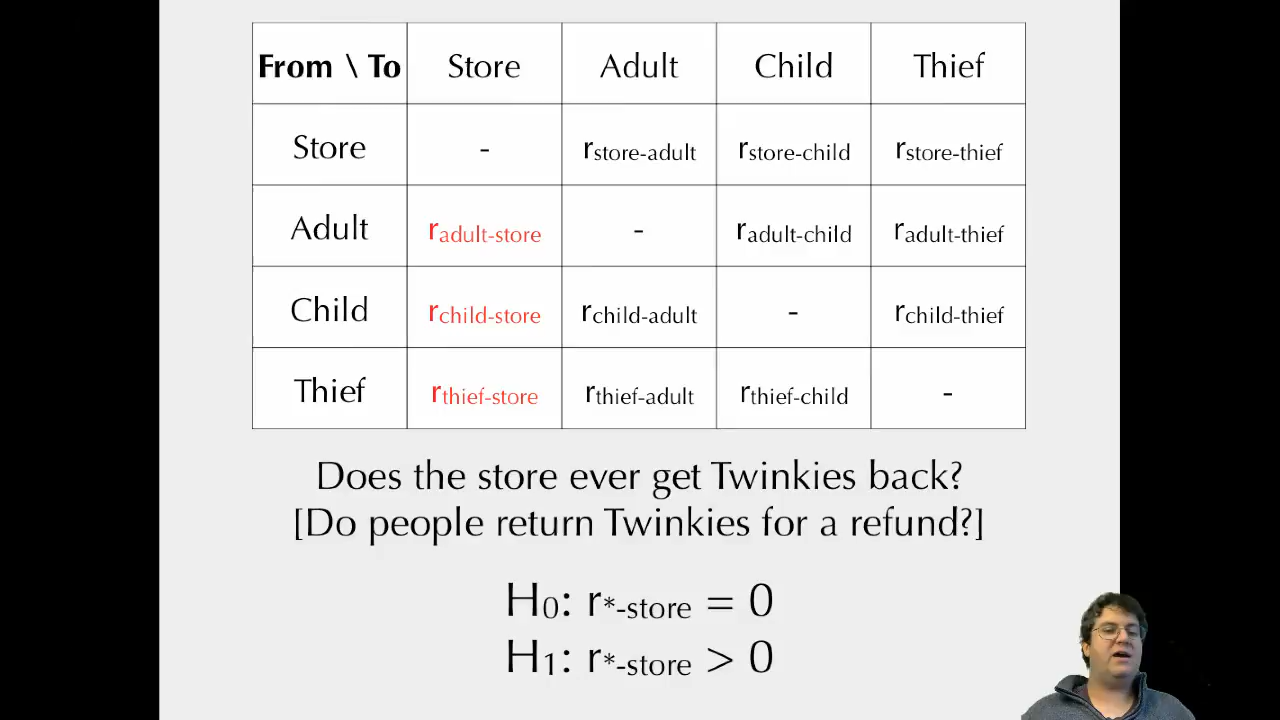 From \ To Store Adult Child Thief
Store - rstore-adult rstore-child rstore-thief
Adult radult-store - radult-child radult-thief
Child rchild-store rchild-adult - rchild-thief
Thief rthief-store rthief-adult rthief-child -
Does the store ever get Twinkies back?
[Do people return Twinkies for a refund?]
H0: r*-store = 0
H1: r*-store > 0